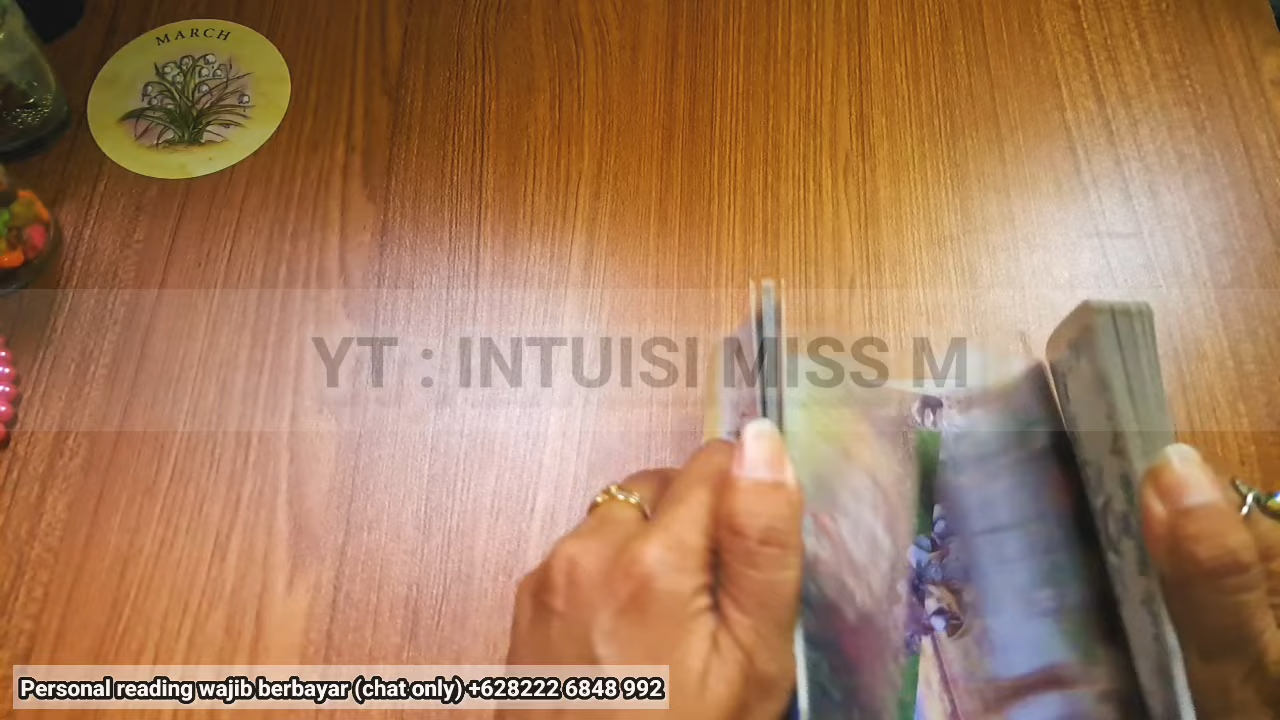 MARCH
YT : INTUISI MISS M
Personal reading wajib berbayar (chat only) +628222 6848 992